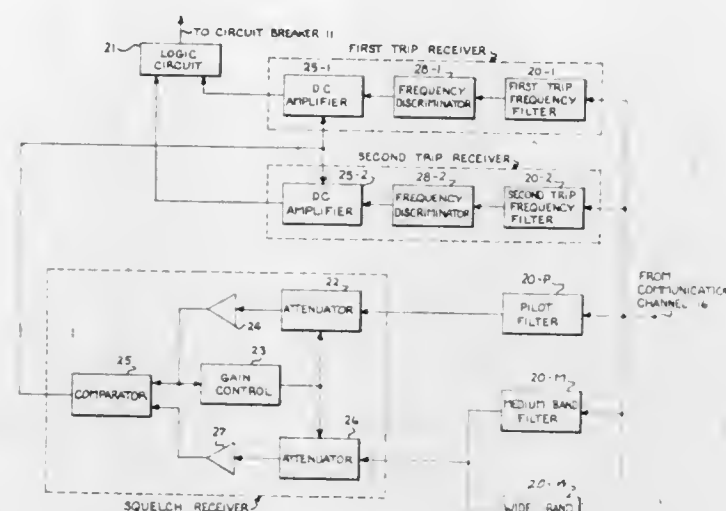 TO CIRCUIT BREAKER 11
21
LOGIC
CIRCUIT
FIRST TRIP RECEIVER
25-1
DC
AMPLIFIER
28-1
FREQUENCY
DISCRIMINATOR
20-1
FIRST TRIP
FREQUENCY
FILTER
SECOND TRIP RECEIVER
25-2
DC
AMPLIFIER
28-2
FREQUENCY
DISCRIMINATOR
20-2
SECOND TRIP
FREQUENCY
FILTER
22
ATTENUATOR
24
20-P
PILOT
FILTER
FROM
COMMUNICATION
CHANNEL 16
25
COMPARATOR
23
GAIN
CONTROL
20-M
MEDIUM BAND
FILTER
27
26
ATTENUATOR
SQUELCH RECEIVER
WIDE BAND